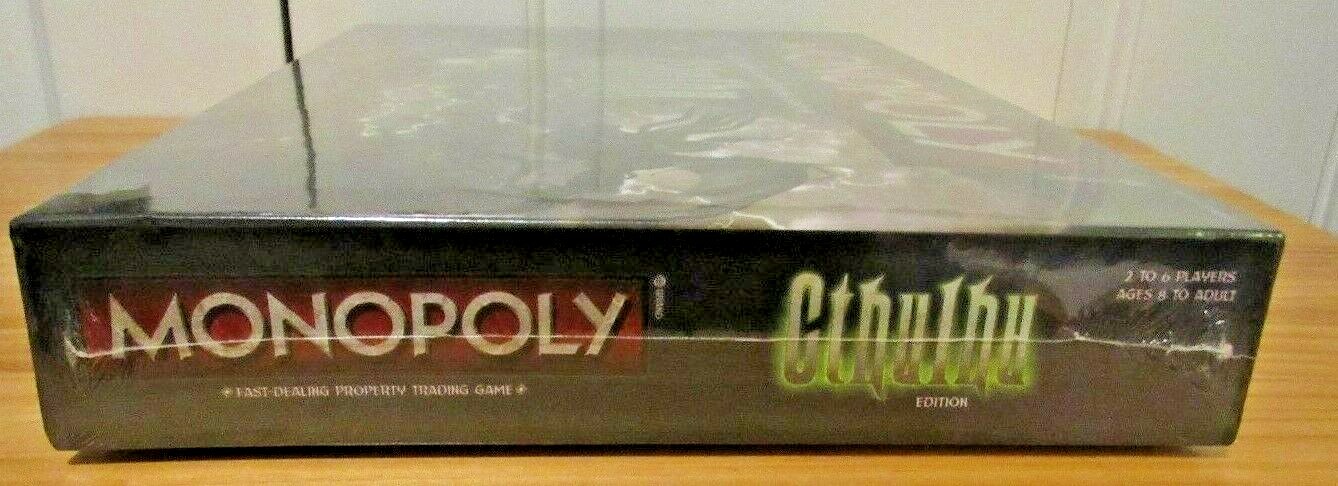 MONOPOLY
FAST-DEALING PROPERTY TRADING GAME
Cthulhu
EDITION
2 TO 6 PLAYERS
AGES 8 TO ADULT